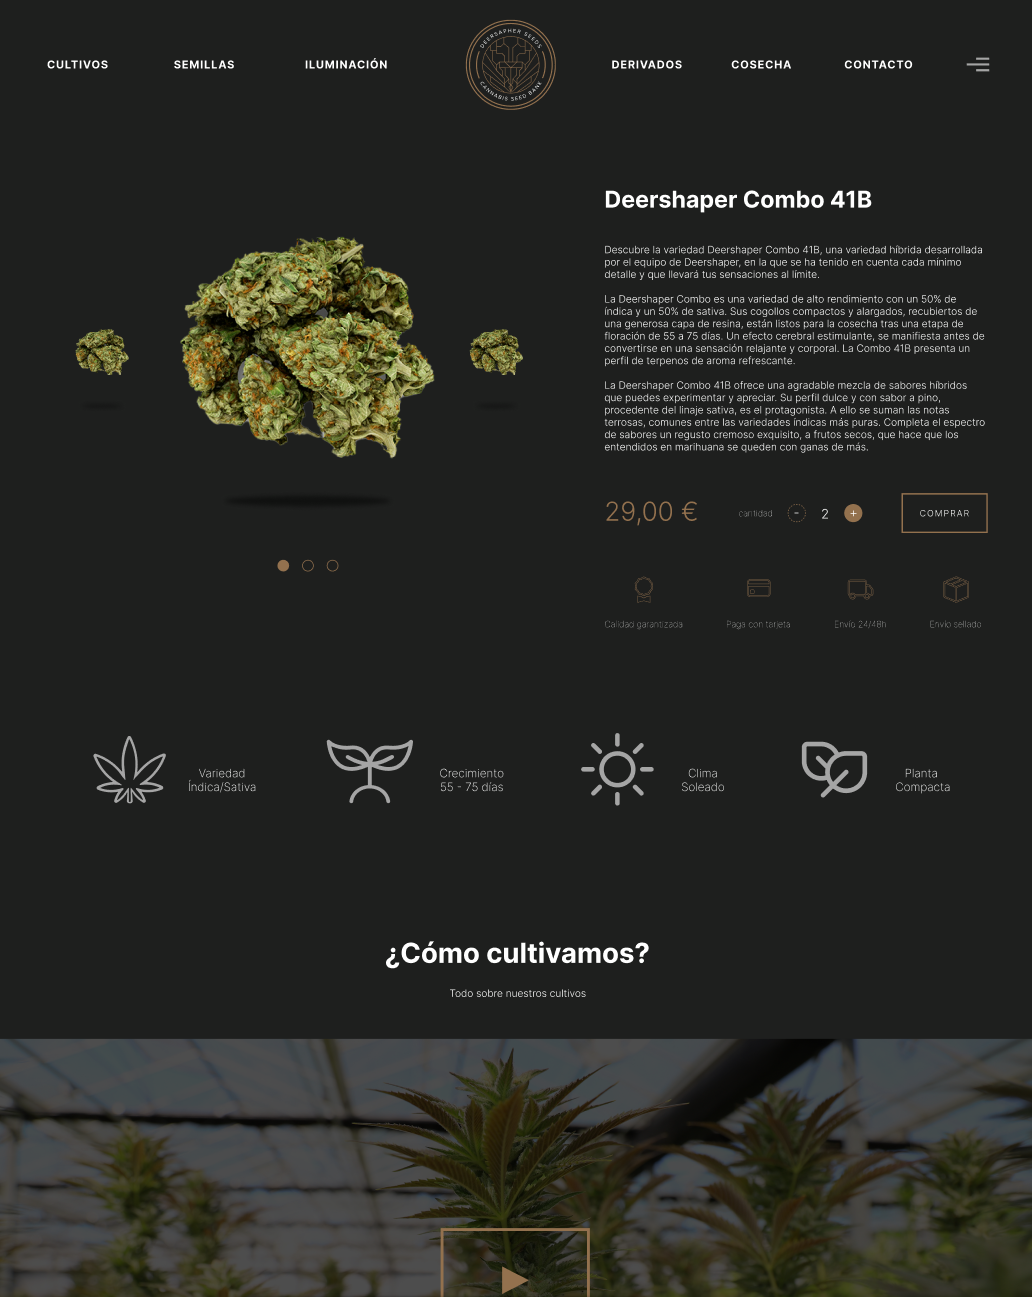 CULTIVOS
SEMILLAS
ILUMINACIÓN
DEERSAPHER SEEDS
CANNABIS SEED BANK
DERIVADOS
COSECHA
CONTACTO
Deershaper Combo 41B
Descubre la variedad Deershaper Combo 41B, una variedad híbrida desarrollada
por el equipo de Deershaper, en la que se ha tenido en cuenta cada mínimo
detalle y que llevará tus sensaciones al límite.
La Deershaper Combo es una variedad de alto rendimiento con un 50% de
índica y un 50% de sativa. Sus cogollos compactos y alargados, recubiertos de
una generosa capa de resina, están listos para la cosecha tras una etapa de
floración de 55 a 75 días. Un efecto cerebral estimulante, se manifiesta antes de
convertirse en una sensación relajante y corporal. La Combo 41B presenta un
perfil de terpenos de aroma refrescante.
La Deershaper Combo 41B ofrece una agradable mezcla de sabores híbridos
que puedes experimentar y apreciar. Su perfil dulce y con sabor a pino,
procedente del linaje sativa, es el protagonista. A ello se suman las notas
terrosas, comunes entre las variedades índicas más puras. Completa el espectro
de sabores un regusto cremoso exquisito, a frutos secos, que hace que los
entendidos en marihuana se queden con ganas de más.
29,00 €
cantidad
-
2
+
COMPRAR
Calidad garantizada
Paga con tarjeta
Envío 24/48h
Envío sellado
Variedad
Índica/Sativa
Crecimiento
55 - 75 días
Clima
Soleado
Planta
Compacta
¿Cómo cultivamos?
Todo sobre nuestros cultivos